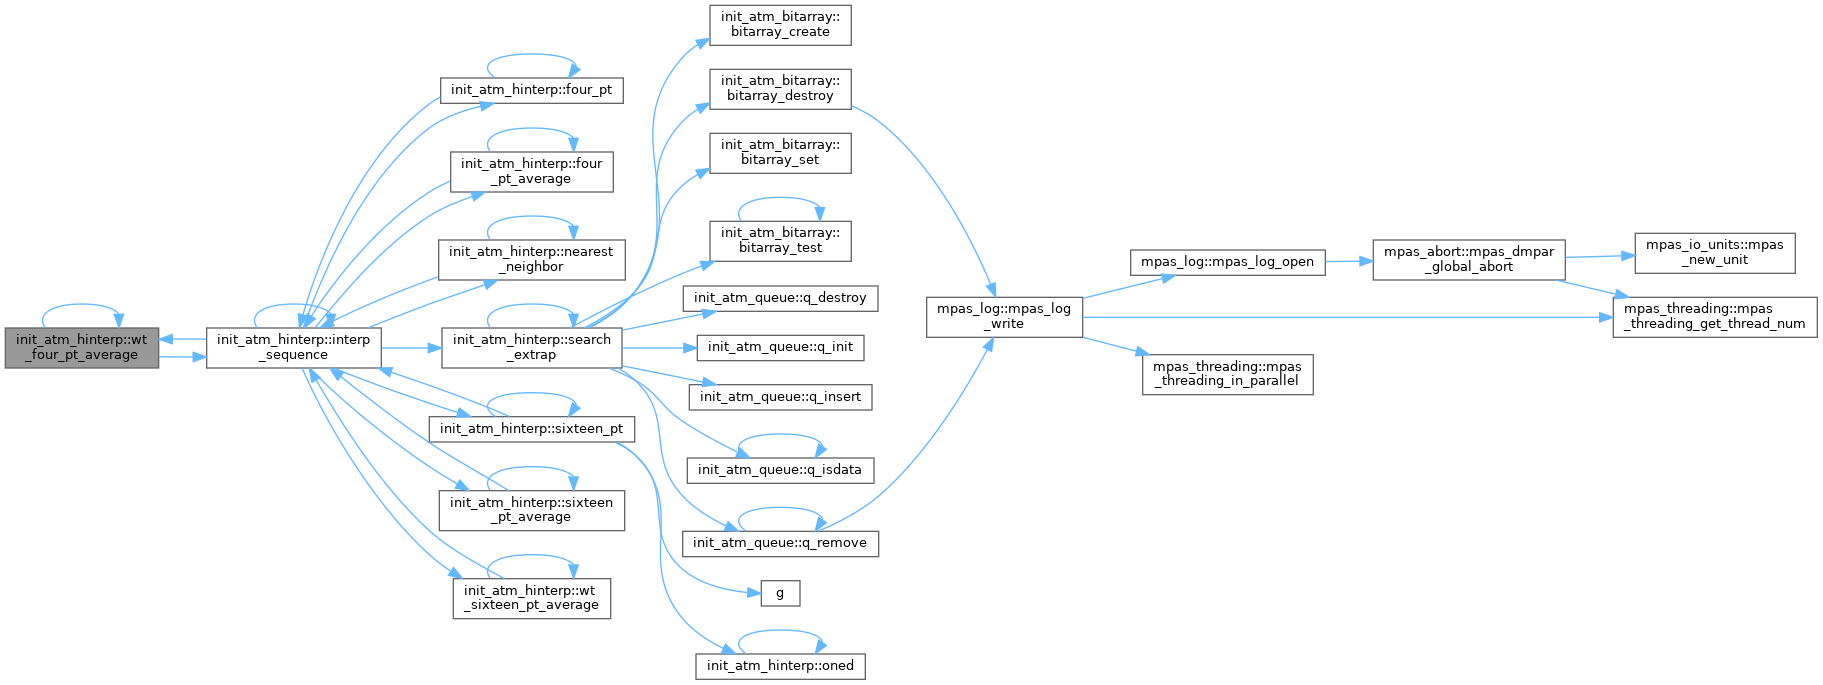 init_atm_hinterp::wt
_four_pt_average
init_atm_hinterp::interp
_sequence
init_atm_hinterp::four_pt
init_atm_hinterp::four
_pt_average
init_atm_hinterp::nearest
_neighbor
init_atm_hinterp::search
_extrap
init_atm_hinterp::sixteen_pt
init_atm_hinterp::sixteen
_pt_average
init_atm_hinterp::wt
_sixteen_pt_average
init_atm_bitarray::
bitarray_create
init_atm_bitarray::
bitarray_destroy
init_atm_bitarray::
bitarray_set
init_atm_bitarray::
bitarray_test
init_atm_queue::q_destroy
init_atm_queue::q_init
init_atm_queue::q_insert
init_atm_queue::q_isdata
init_atm_queue::q_remove
g
init_atm_hinterp::oned
mpas_log::mpas_log
_write
mpas_log::mpas_log_open
mpas_threading::mpas
_threading_in_parallel
mpas_abort::mpas_dmpar
_global_abort
mpas_io_units::mpas
_new_unit
mpas_threading::mpas
_threading_get_thread_num